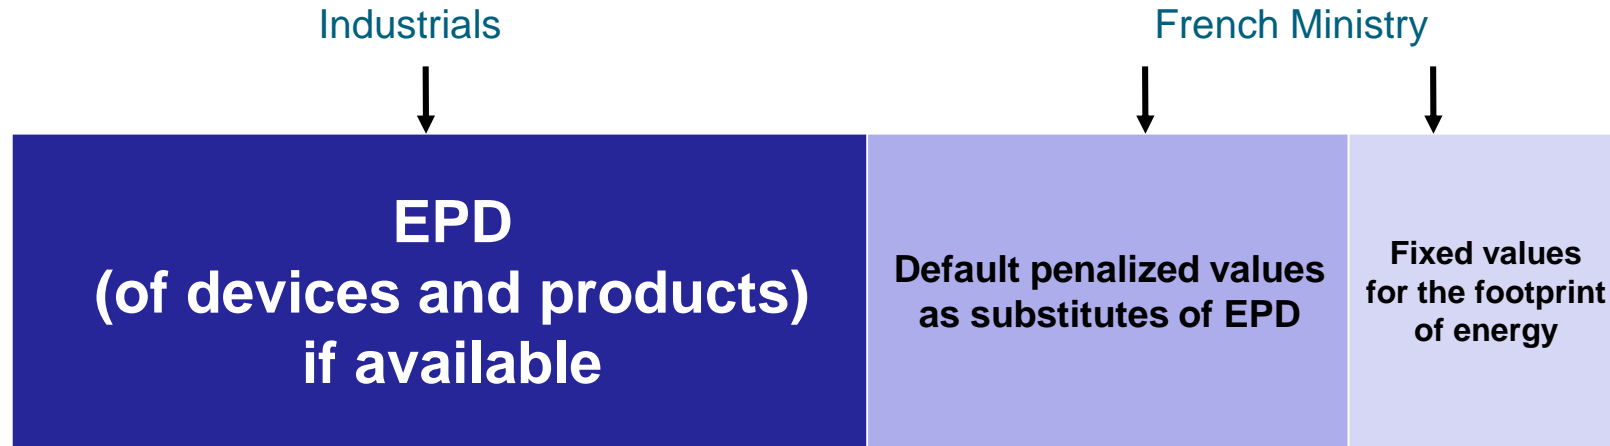 Industrials
French Ministry
EPD
(of devices and products)
if available
Default penalized values
as substitutes of EPD
Fixed values
for the footprint
of energy